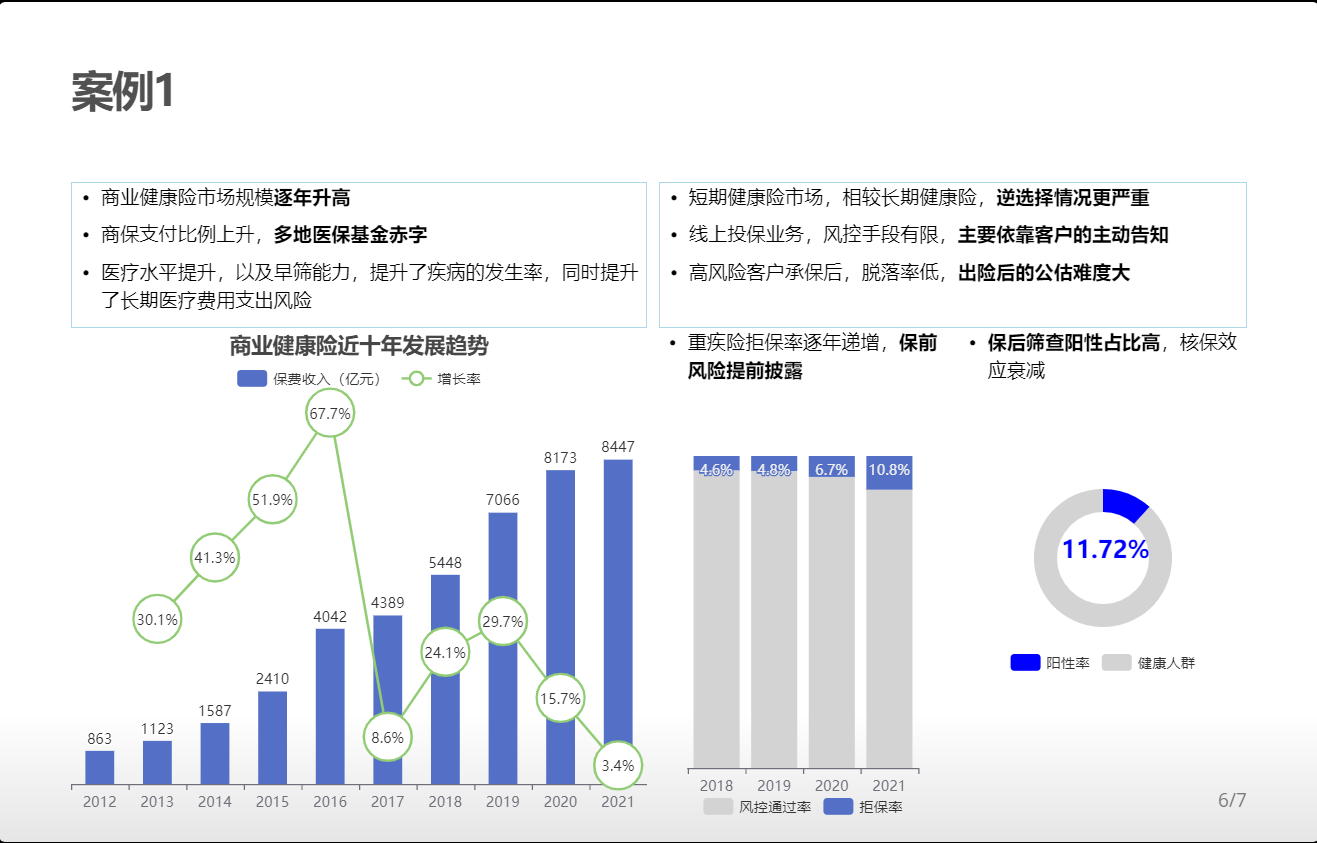 案例1
• 商业健康险市场规模逐年升高
• 商保支付比例上升，多地医保基金赤字
• 医疗水平提升，以及早筛能力，提升了疾病的发生率，同时提升
了长期医疗费用支出风险
• 短期健康险市场，相较长期健康险，逆选择情况更严重
• 线上投保业务，风控手段有限，主要依靠客户的主动告知
• 高风险客户承保后，脱落率低，出险后的公估难度大
商业健康险近十年发展趋势
保费收入（亿元） 增长率
67.7%
51.9%
41.3%
30.1%
8.6%
24.1%
29.7%
15.7%
3.4%
863
1123
1587
2410
4042
4389
5448
7066
8173
8447
2012 2013 2014 2015 2016 2017 2018 2019 2020 2021
• 重疾险拒保率逐年递增，保前
风险提前披露
4.6% 4.8% 6.7% 10.8%
2018 2019 2020 2021
风控通过率 拒保率
• 保后筛查阳性占比高，核保效
应衰减
11.72%
阳性率 健康人群
6/7